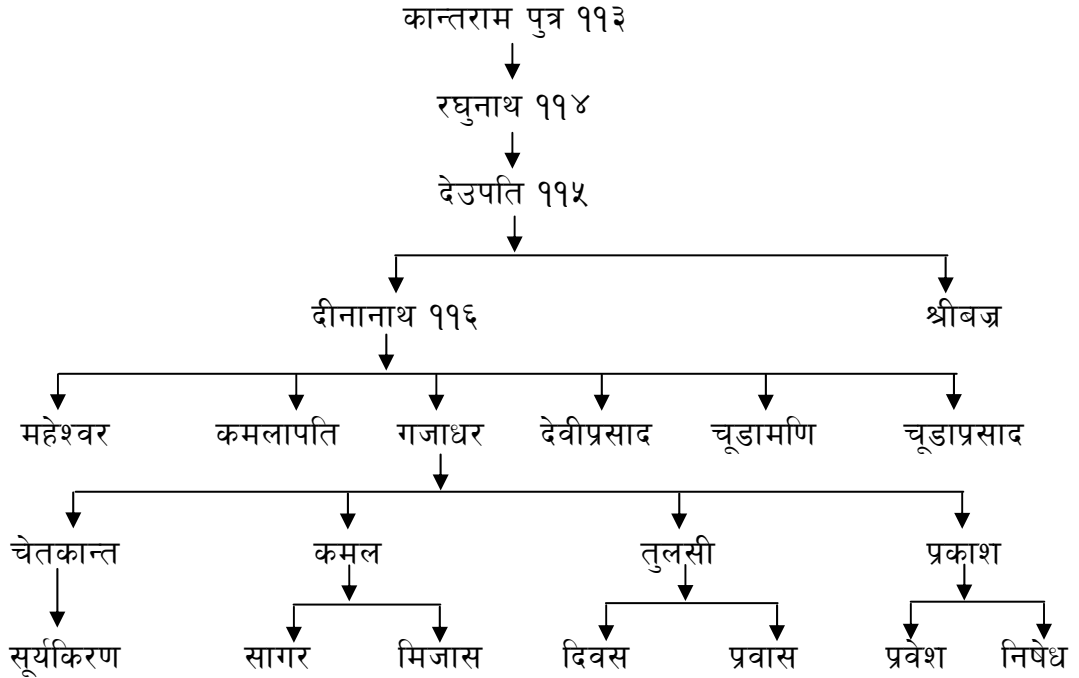 कान्तराम पुत्र ११३
रघुनाथ ११४
देउपति ११५
दीनानाथ ११६ श्रीबज्र
महेश्वर कमलापति गजाधर देवीप्रसाद चूडामणि चूडाप्रसाद
चेतकान्त कमल तुलसी प्रकाश
सूर्यकिरण सागर मिजास दिवस प्रवास प्रवेश निषेध